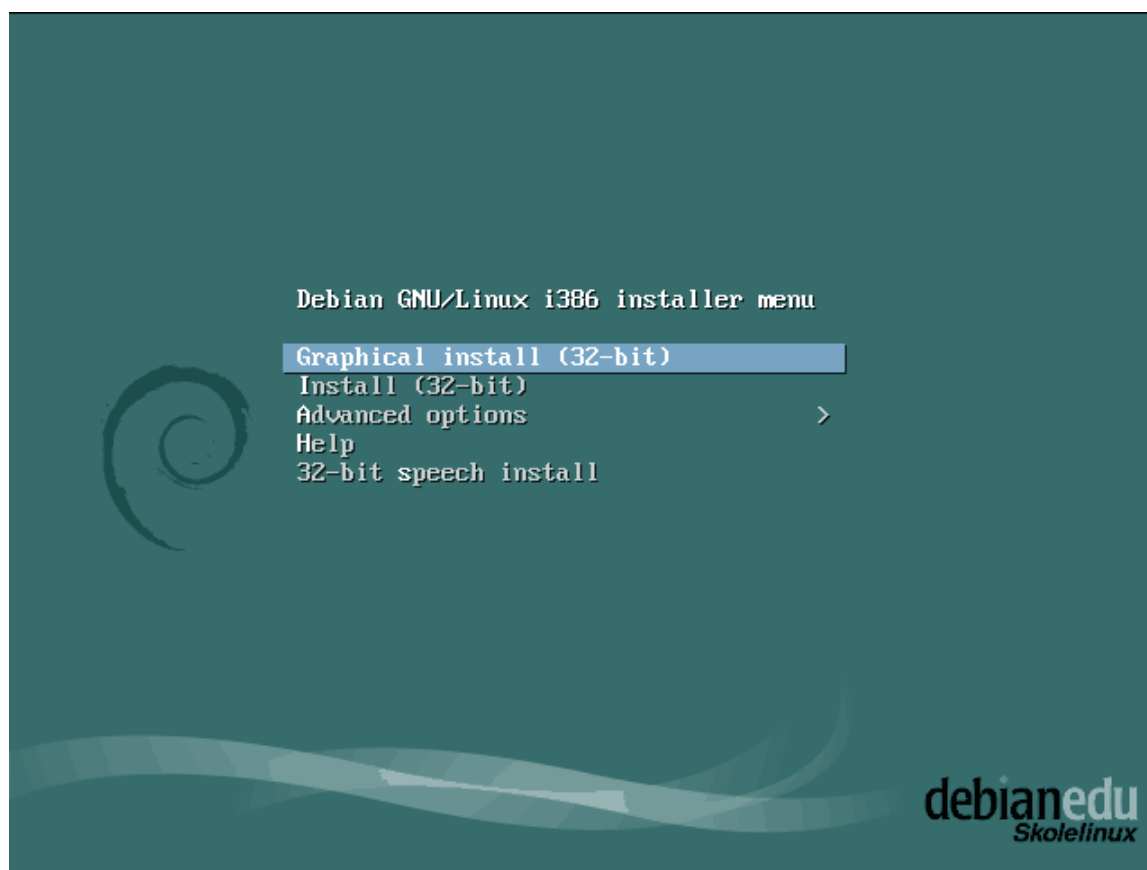 Debian GNU/Linux i386 installer menu
Graphical install (32-bit)
Install (32-bit)
Advanced options >
Help
32-bit speech install
debianedu
Skolelinux